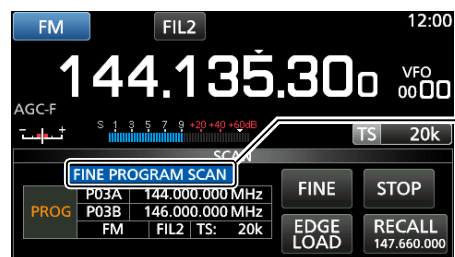 FM FIL2 12:00
144.135.300 VFO 0000
AGC-F
S 1 3 5 7 9 +20 +40 +60dB
TS 20k
SCAN
FINE PROGRAM SCAN
PROG P03A 144.000.000 MHz
P03B 146.000.000 MHz
FM FIL2 TS: 20k
FINE STOP
EDGE LOAD
RECALL
147.660.000